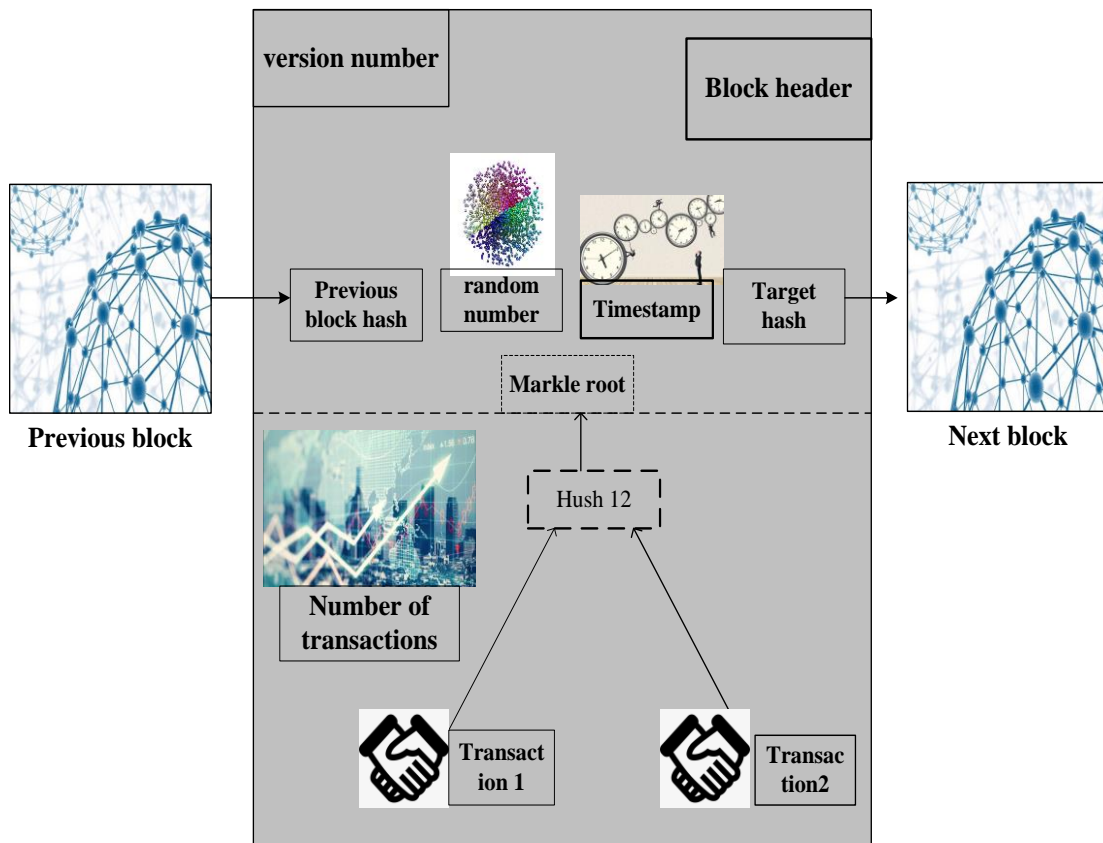 version number
Block header
Previous
block hash
random
number
Timestamp
Target
hash
Markle root
Previous block
Next block
Hush 12
Number of
transactions
Transact
ion 1
Transac
tion2